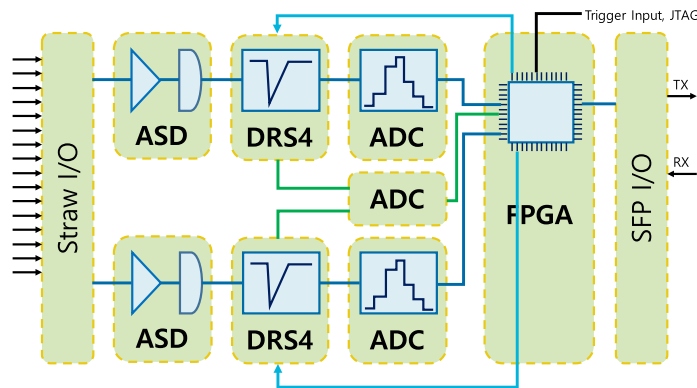 Trigger Input, JTAG
Straw I/O
ASD
DRS4
ADC
ADC
FPGA
SFP I/O
TX
RX
ASD
DRS4
ADC